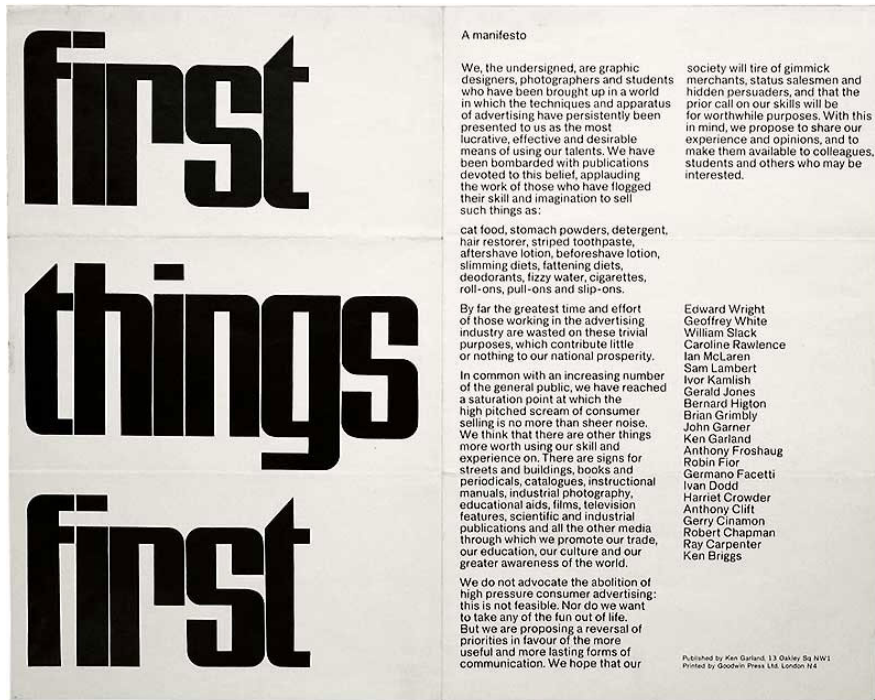 first
things
first
A manifesto
We, the undersigned, are graphic
designers, photographers and students
who have been brought up in a world
in which the techniques and apparatus
of advertising have persistently been
presented to us as the most
lucrative, effective and desirable
means of using our talents. We have
been bombarded with publications
devoted to this belief, applauding
the work of those who have flogged
their skill and imagination to sell
such things as:
cat food, stomach powders, detergent,
hair restorer, striped toothpaste,
aftershave lotion, beforeshave lotion,
slimming diets, fattening diets,
deodorants, fizzy water, cigarettes,
roll-ons, pull-ons and slip-ons.
By far the greatest time and effort
of those working in the advertising
industry are wasted on these trivial
purposes, which contribute little
or nothing to our national prosperity.
In common with an increasing number
of the general public, we have reached
a saturation point at which the
high pitched scream of consumer
selling is no more than sheer noise.
We think that there are other things
more worth using our skill and
experience on. There are signs for
streets and buildings, books and
periodicals, catalogues, instructional
manuals, industrial photography,
educational aids, films, television
features, scientific and industrial
publications and all the other media
through which we promote our trade,
our education, our culture and our
greater awareness of the world.
We do not advocate the abolition of
high pressure consumer advertising:
this is not feasible. Nor do we want
to take any of the fun out of life.
But we are proposing a reversal of
priorities in favour of the more
useful and more lasting forms of
communication. We hope that our
society will tire of gimmick
merchants, status salesmen and
hidden persuaders, and that the
prior call on our skills will be
for worthwhile purposes. With this
in mind, we propose to share our
experience and opinions, and to
make them available to colleagues,
students and others who may be
interested.
Edward Wright
Geoffrey White
William Slack
Caroline Rawlence
Ian McLaren
Sam Lambert
Ivor Kamlish
Gerald Jones
Bernard Higton
Brian Grimbly
John Garner
Ken Garland
Anthony Froshaug
Robin Fior
Germano Facetti
Ivan Dodd
Harriet Crowder
Anthony Clift
Gerry Cinamon
Robert Chapman
Ray Carpenter
Ken Briggs
Published by Ken Garland, 13 Oakley Sq NW1
Printed by Goodwin Press Ltd. London N4